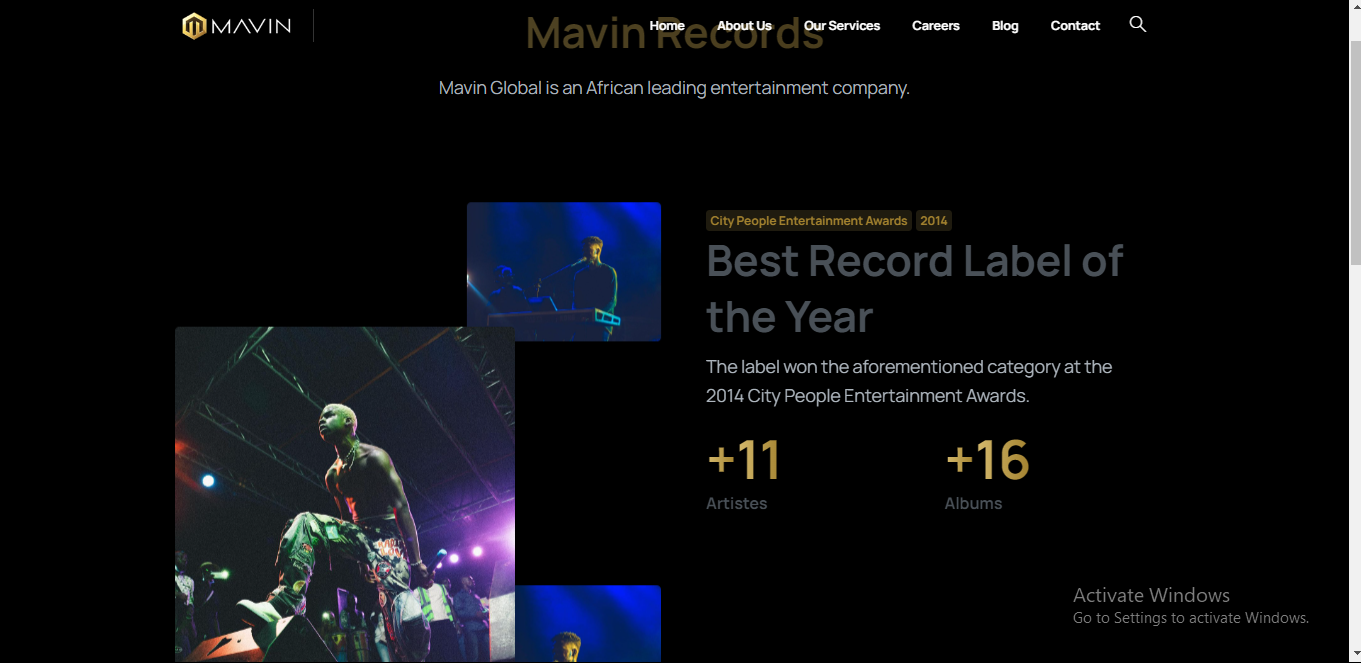 MAVIN
Home About Us Our Services Careers Blog Contact
Mavin Records
Mavin Global is an African leading entertainment company.
City People Entertainment Awards 2014
Best Record Label of
the Year
The label won the aforementioned category at the
2014 City People Entertainment Awards.
+11 +16
Artistes Albums
Activate Windows
Go to Settings to activate Windows.